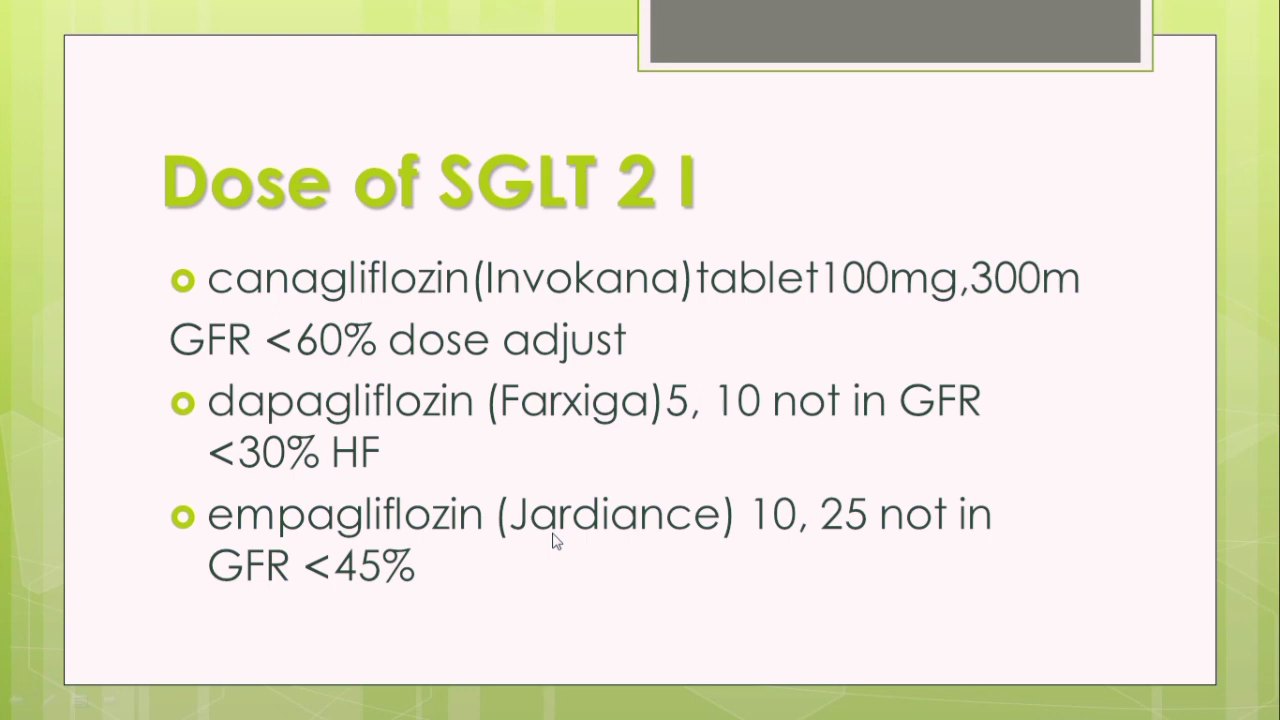 Dose of SGLT 2 I
canagliflozin(Invokana)tablet100mg,300m
GFR <60% dose adjust
dapagliflozin (Farxiga)5, 10 not in GFR
<30% HF
empagliflozin (Jardiance) 10, 25 not in
GFR <45%